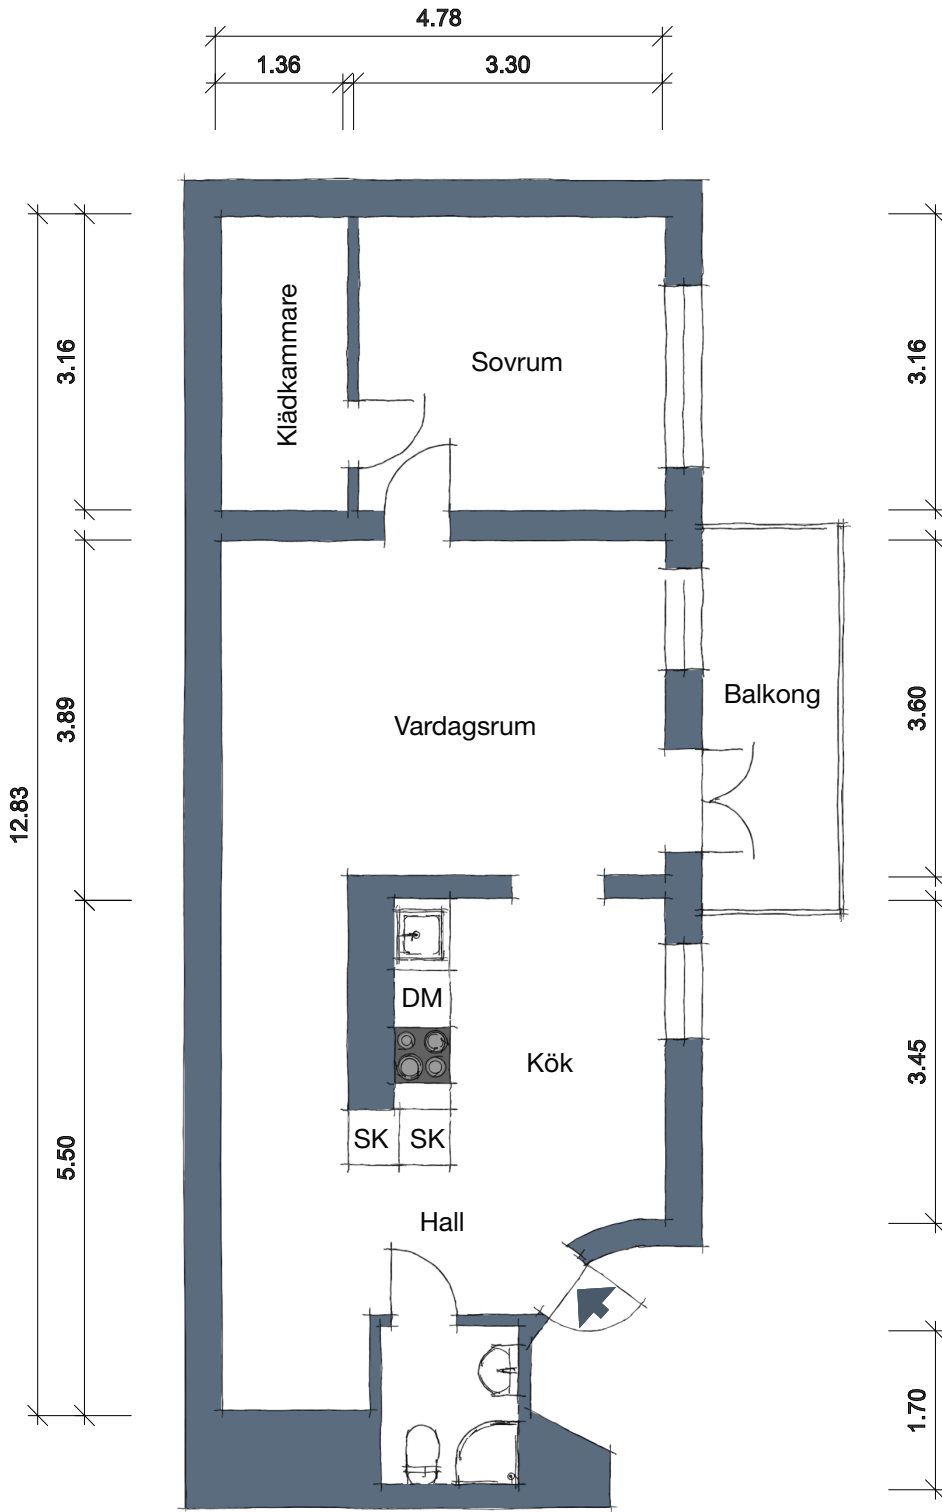 4.78
1.36
3.30
Klädkammare
Sovrum
3.16
3.16
Balkong
Vardagsrum
3.89
3.60
12.83
DM
Kök
3.45
SK
SK
5.50
Hall
1.70